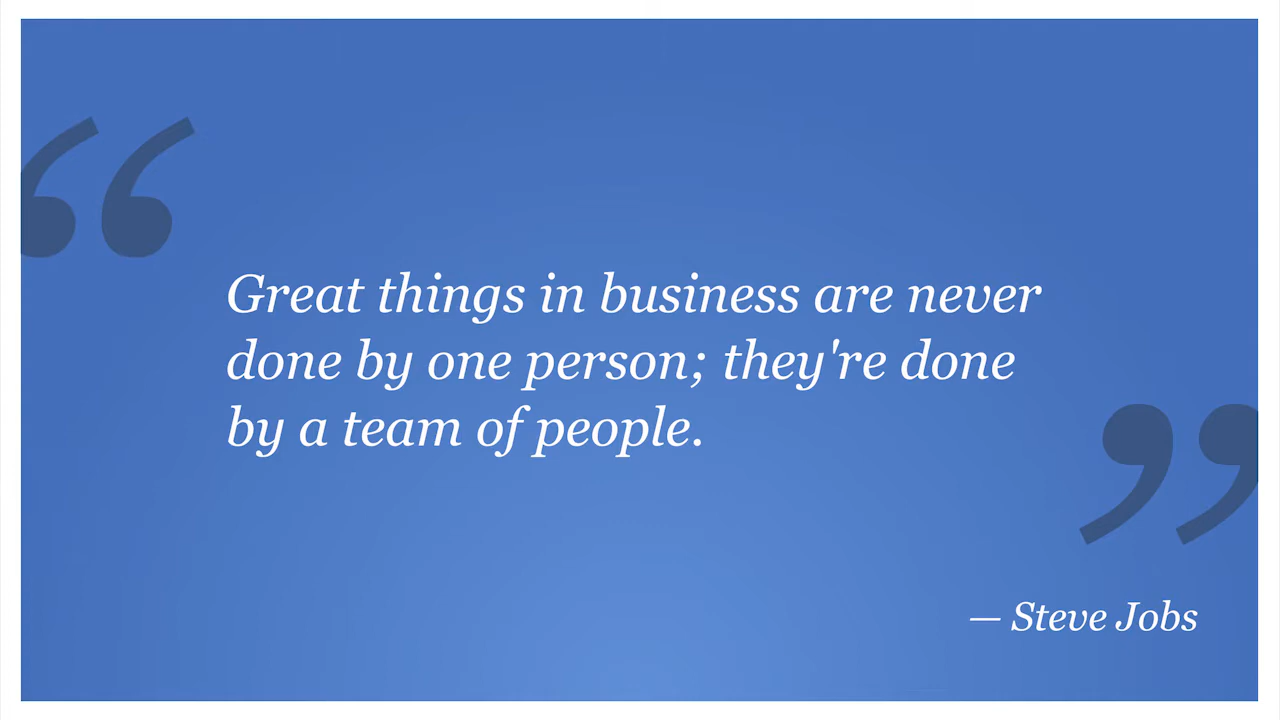 “
Great things in business are never
done by one person; they're done
by a team of people.
”
— Steve Jobs